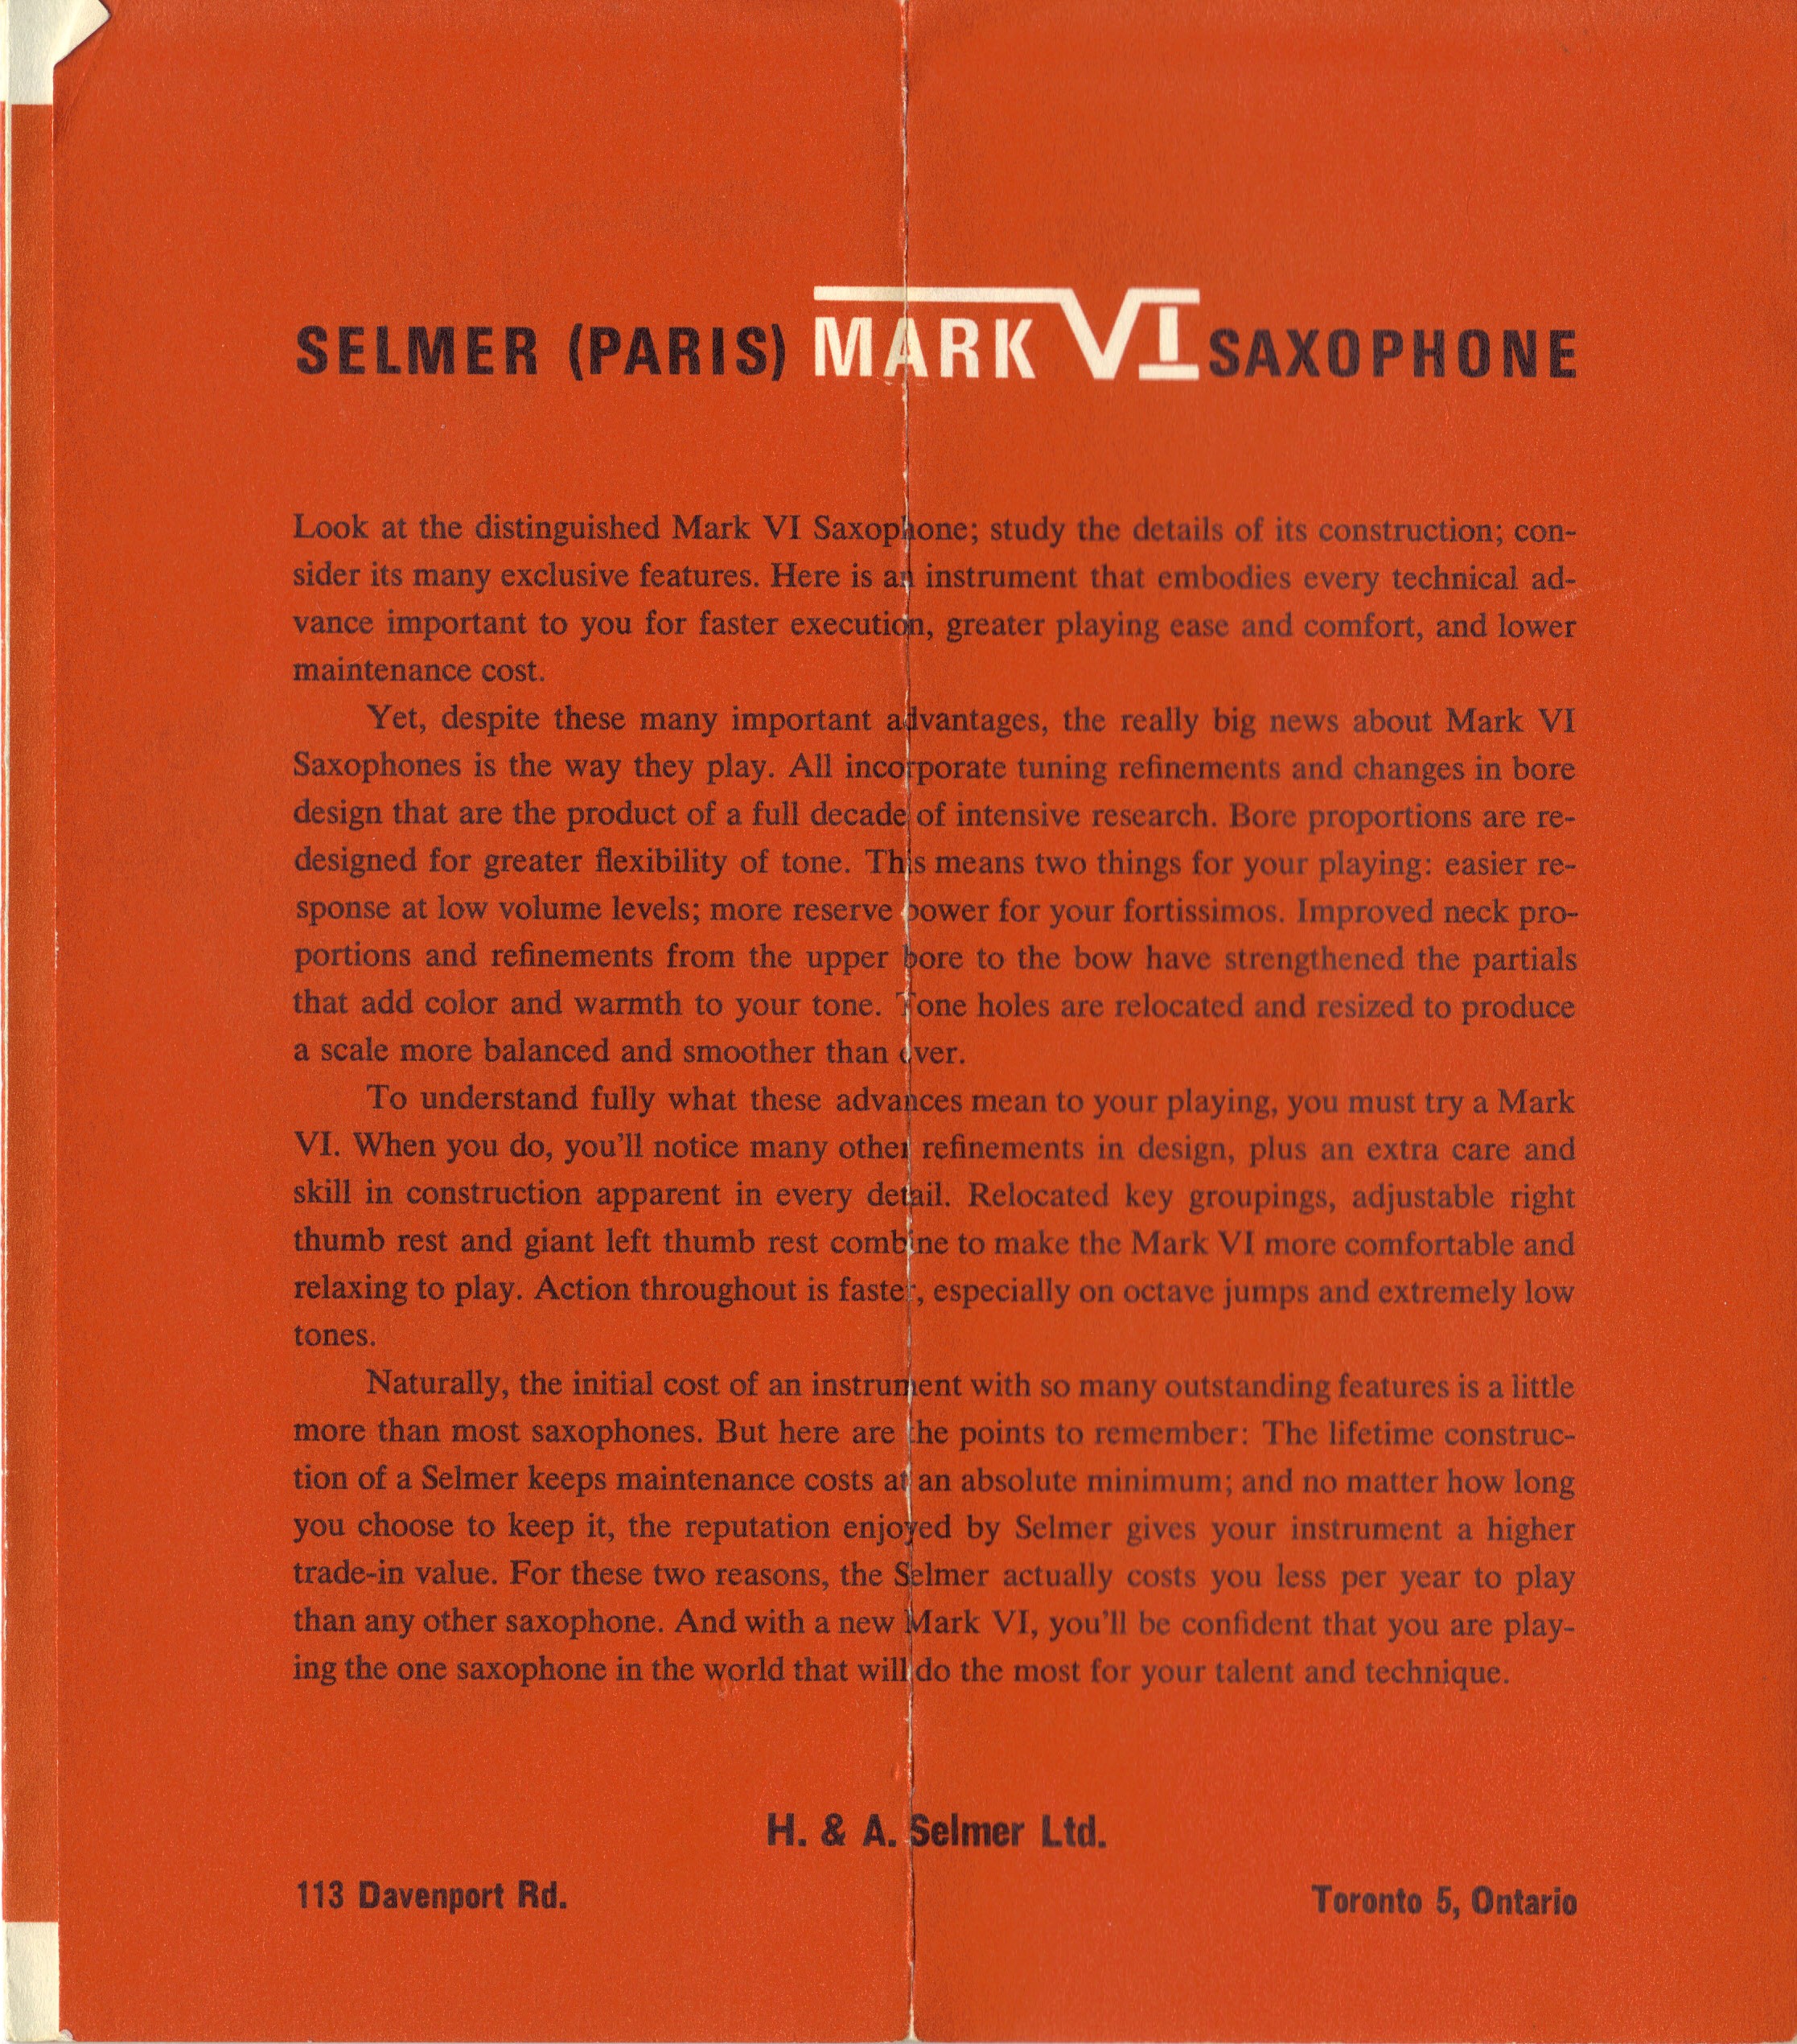 SELMER (PARIS) MARK VI SAXOPHONE
Look at the distinguished Mark VI Saxophone; study the details of its construction; con-
sider its many exclusive features. Here is an instrument that embodies every technical ad-
vance important to you for faster execution, greater playing ease and comfort, and lower
maintenance cost.
Yet, despite these many important advantages, the really big news about Mark VI
Saxophones is the way they play. All incorporate tuning refinements and changes in bore
design that are the product of a full decade of intensive research. Bore proportions are re-
designed for greater flexibility of tone. This means two things for your playing: easier re-
sponse at low volume levels; more reserve power for your fortissimos. Improved neck pro-
portions and refinements from the upper bore to the bow have strengthened the partials
that add color and warmth to your tone. Tone holes are relocated and resized to produce
a scale more balanced and smoother than ever.
To understand fully what these advances mean to your playing, you must try a Mark
VI. When you do, you'll notice many other refinements in design, plus an extra care and
skill in construction apparent in every detail. Relocated key groupings, adjustable right
thumb rest and giant left thumb rest combine to make the Mark VI more comfortable and
relaxing to play. Action throughout is faster, especially on octave jumps and extremely low
tones.
Naturally, the initial cost of an instrument with so many outstanding features is a little
more than most saxophones. But here are the points to remember: The lifetime construc-
tion of a Selmer keeps maintenance costs at an absolute minimum; and no matter how long
you choose to keep it, the reputation enjoyed by Selmer gives your instrument a higher
trade-in value. For these two reasons, the Selmer actually costs you less per year to play
than any other saxophone. And with a new Mark VI, you'll be confident that you are play-
ing the one saxophone in the world that will do the most for your talent and technique.
H. & A. Selmer Ltd.
113 Davenport Rd. Toronto 5, Ontario